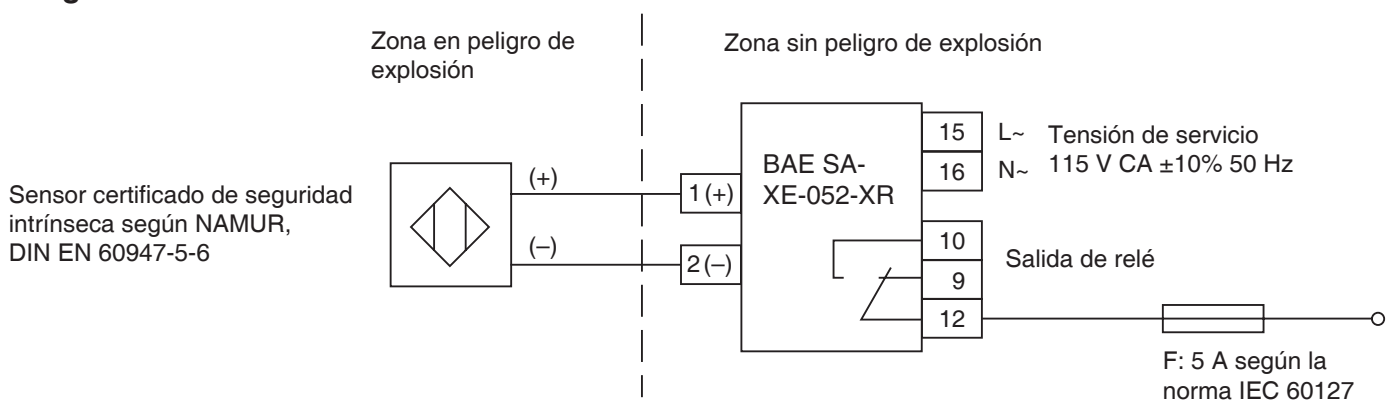 Zona en peligro de
explosión
Zona sin peligro de explosión
Sensor certificado de seguridad
intrínseca según NAMUR,
DIN EN 60947-5-6
(+)
(–)
1(+)
2(–)
BAE SA-
XE-052-XR
15
L~
16
N~
Tensión de servicio
115 V CA ±10% 50 Hz
10
9
12
Salida de relé
F: 5 A según la
norma IEC 60127